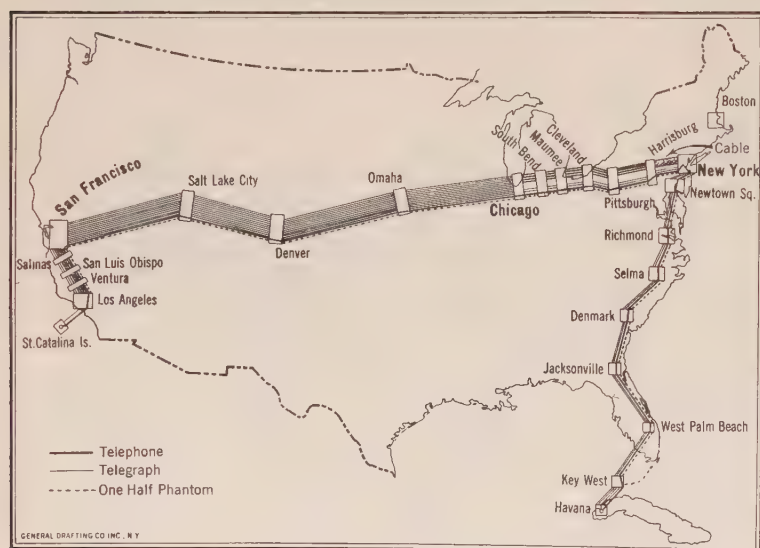 Boston
Cable
New York
Newtown Sq.
Harrisburg
Cleveland
Maumee
South Bend
Pittsburgh
Chicago
Omaha
Salt Lake City
Denver
San Francisco
Salinas
San Luis Obispo
Ventura
Los Angeles
St. Catalina Is.
Richmond
Selma
Denmark
Jacksonville
West Palm Beach
Key West
Havana
Telephone
Telegraph
One Half Phantom
GENERAL DRAFTING CO INC., N.Y.